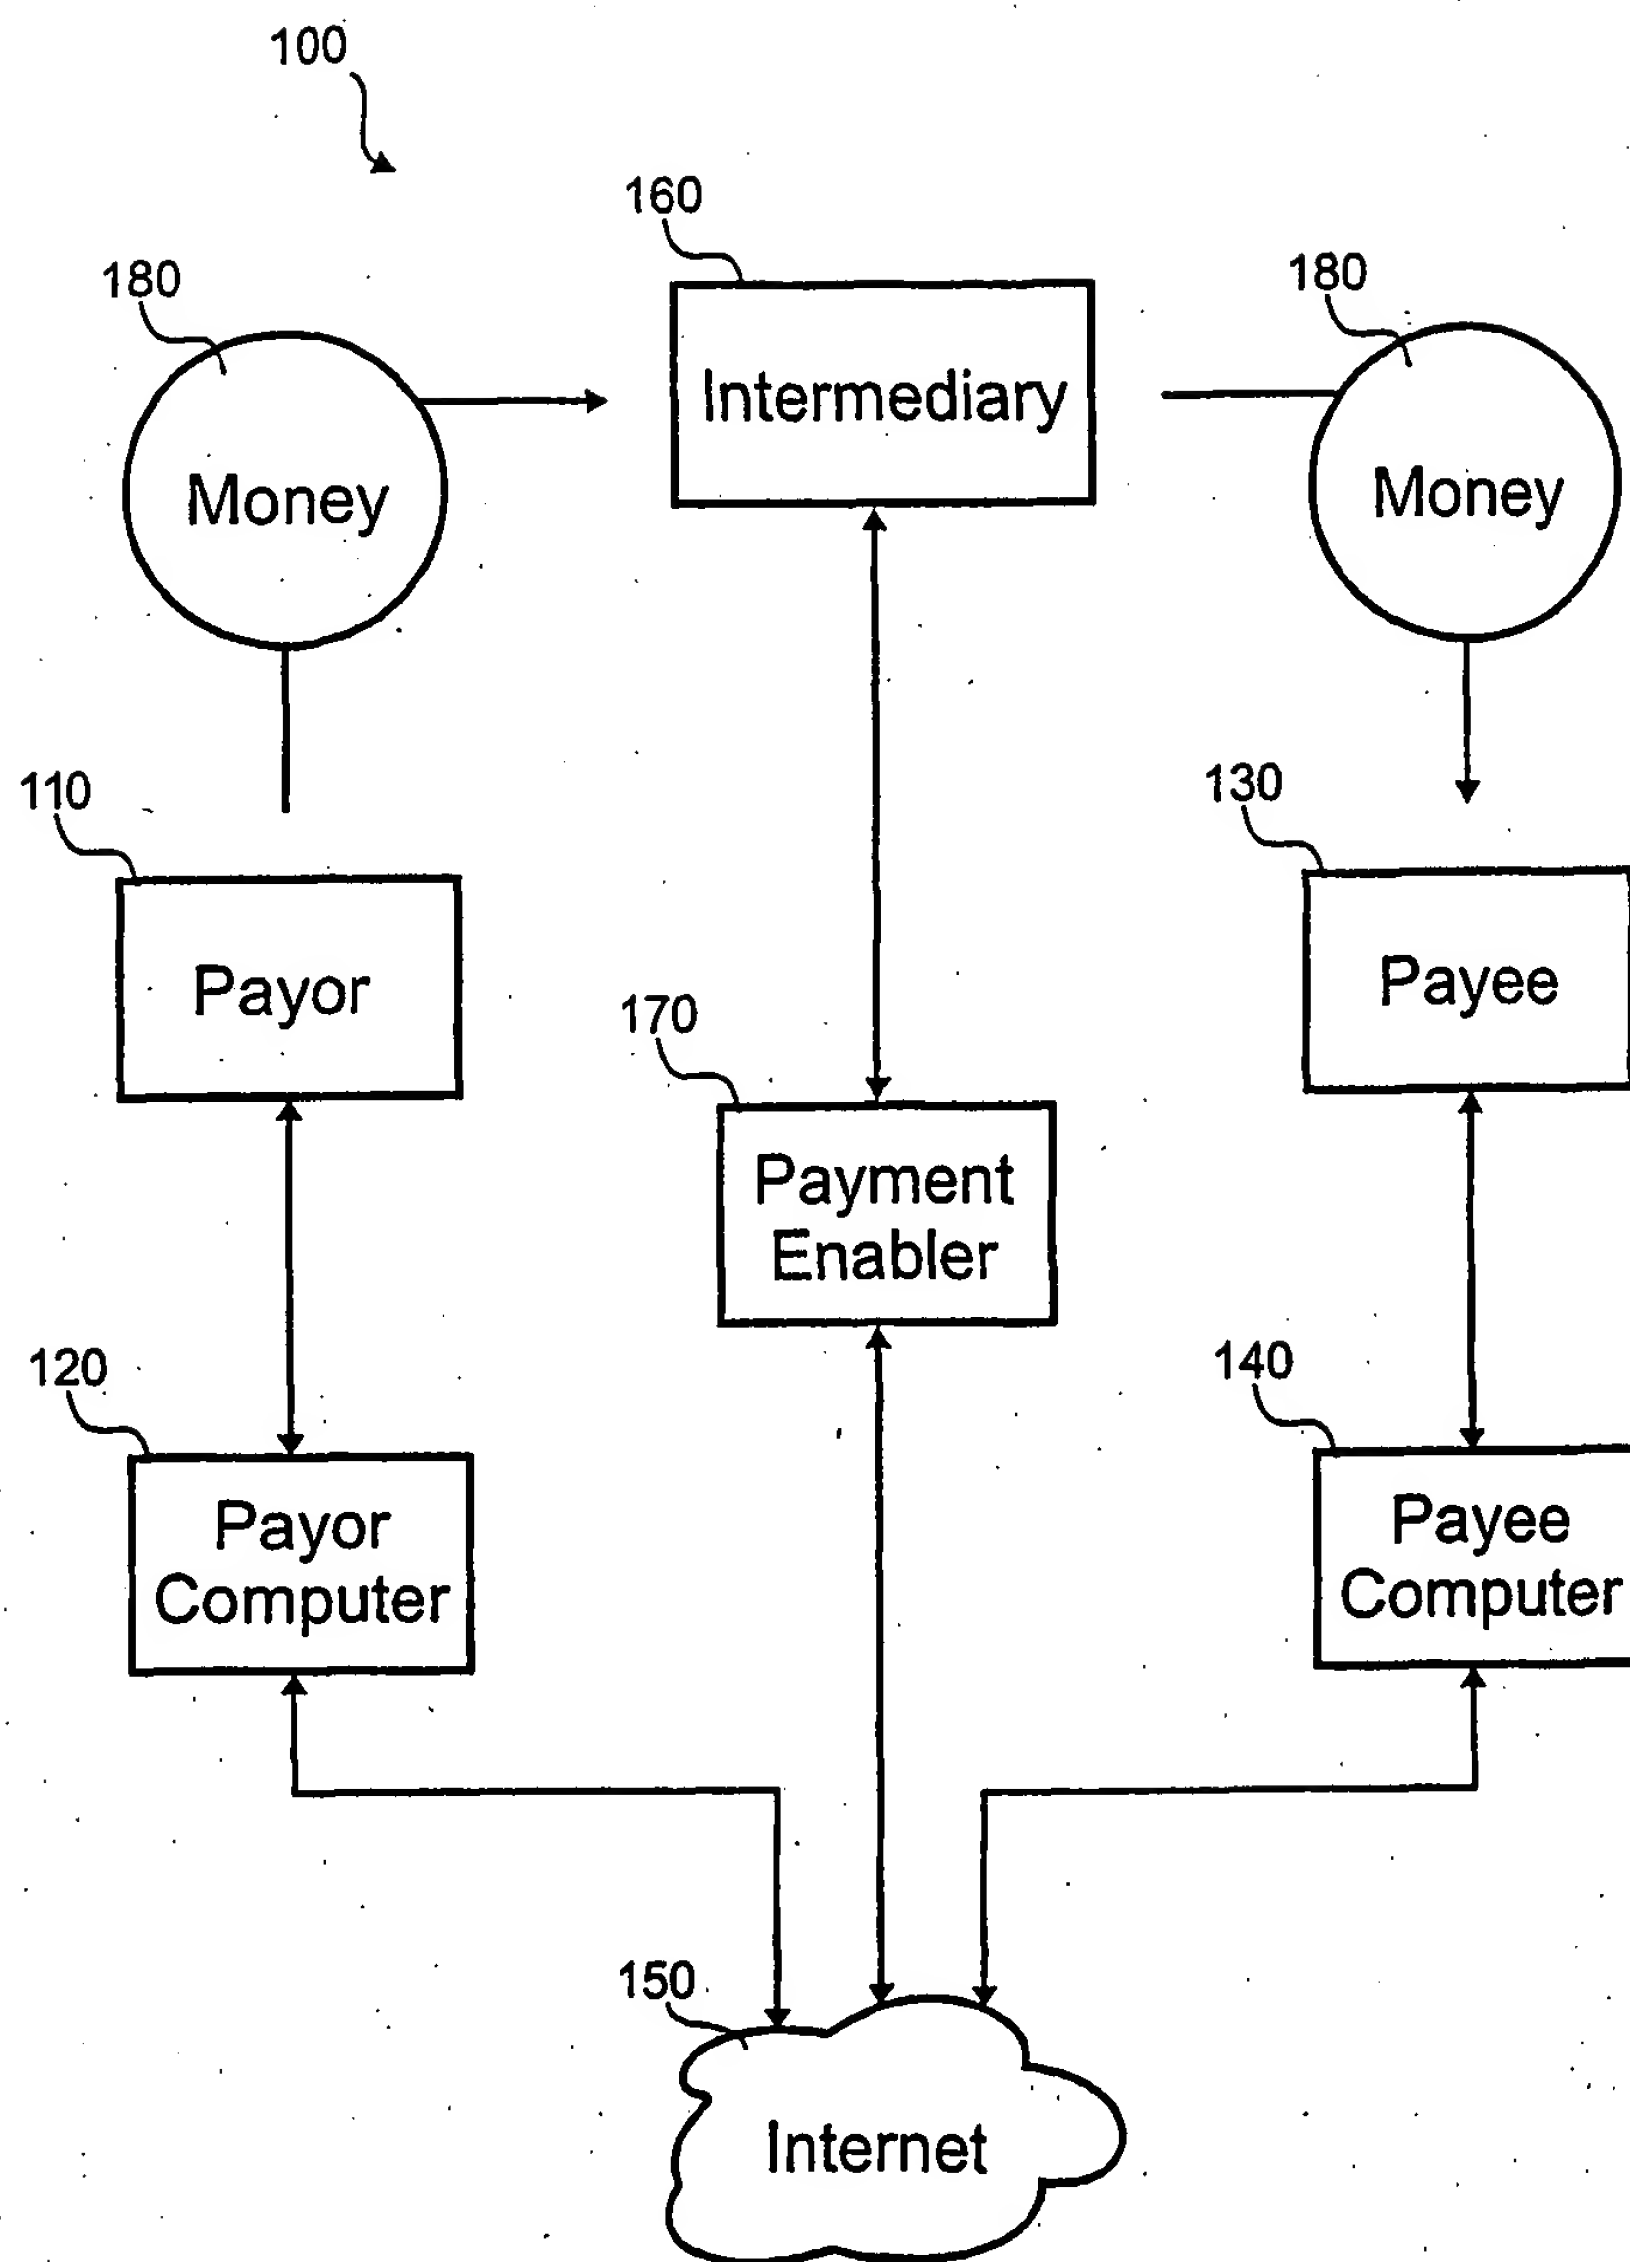 100
160
180
180
Intermediary
Money
Money
110
130
Payor
Payee
170
Payment
Enabler
120
140
Payor
Computer
Payee
Computer
150
Internet